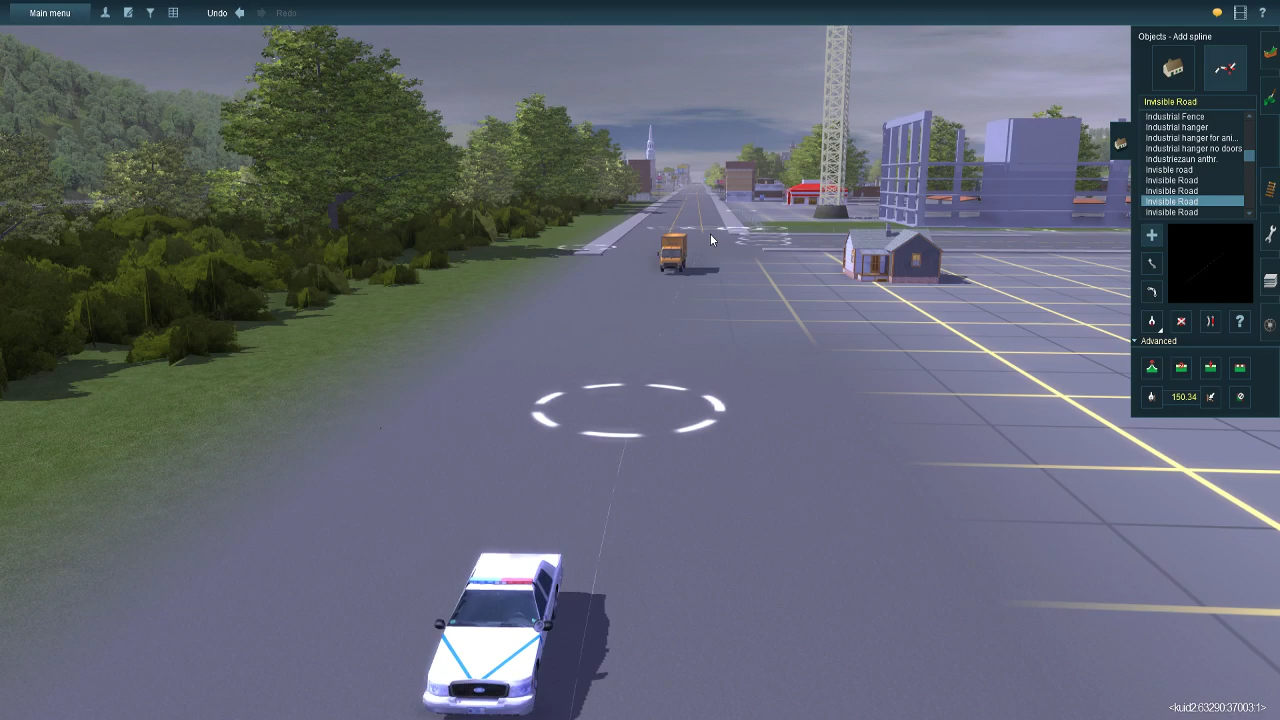 Main menu
Undo
Redo
?
Objects - Add spline
Invisible Road
Industrial Fence
Industrial hanger
Industrial hanger for ani...
Industrial hanger no doors
Industriezaun anthr.
Invisble road
Invisible Road
Invisible Road
Invisible Road
Invisible Road
?
Advanced
150.34
<kuid2:63290:37003:1>